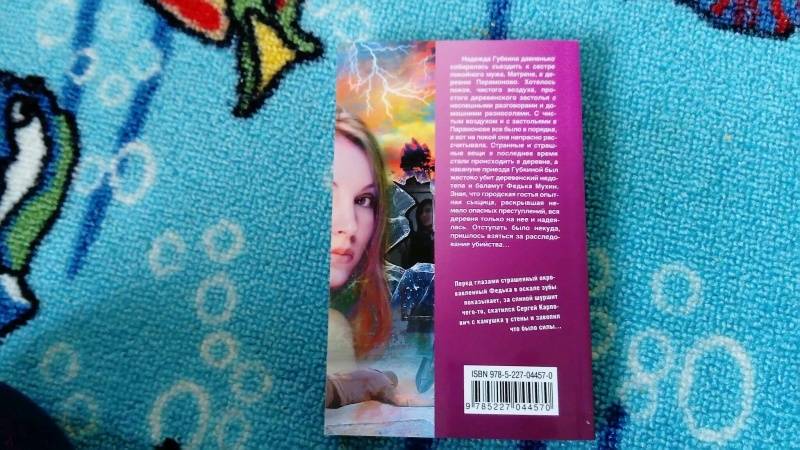 Надежда Губкина давненько
собиралась съездить к сестре
покойного мужа, Матрене, в де-
ревню Парамоново. Хотелось
покоя, чистого воздуха, про-
стого деревенского застолья с
неспешными разговорами и до-
машними разносолами. С чис-
тым воздухом и с застольями в
Парамонове все было в порядке,
а вот на покой она напрасно рас-
считывала. Странные и страш-
ные вещи в последнее время
стали происходить в деревне, а
накануне приезда Губкиной был
жестоко убит деревенский недо-
тепа и баламут Федька Мухин.
Зная, что городская гостья опыт-
ная сыщица, раскрывшая не-
мало опасных преступлений, вся
деревня только на нее и надея-
лась. Отступать было некуда,
пришлось взяться за расследо-
вание убийства...
Перед глазами страшенный окро-
вавленный Федька в оскале зубы
показывает, за спиной шуршит
чего-то, скатился Сергей Карпо-
вич с камушка у стены и завопил
что было силы...
ISBN 978-5-227-04457-0
9 785227 044570